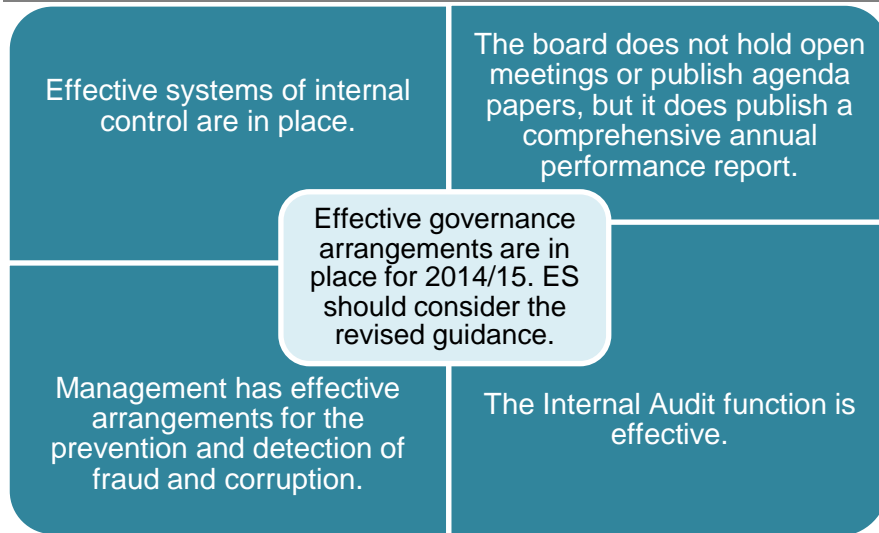 Effective systems of internal
control are in place.
The board does not hold open
meetings or publish agenda
papers, but it does publish a
comprehensive annual
performance report.
Effective governance
arrangements are in
place for 2014/15. ES
should consider the
revised guidance.
Management has effective
arrangements for the
prevention and detection of
fraud and corruption.
The Internal Audit function is
effective.